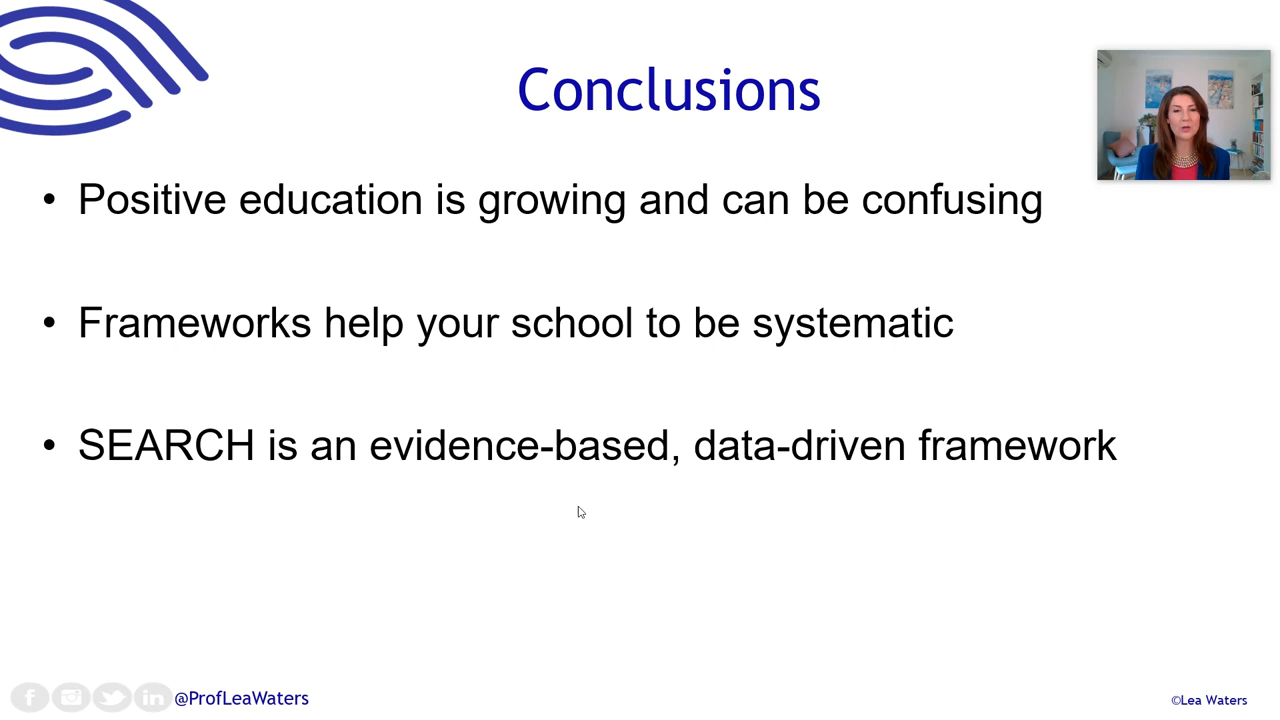 Conclusions
• Positive education is growing and can be confusing
• Frameworks help your school to be systematic
• SEARCH is an evidence-based, data-driven framework
@ProfLeaWaters
©Lea Waters